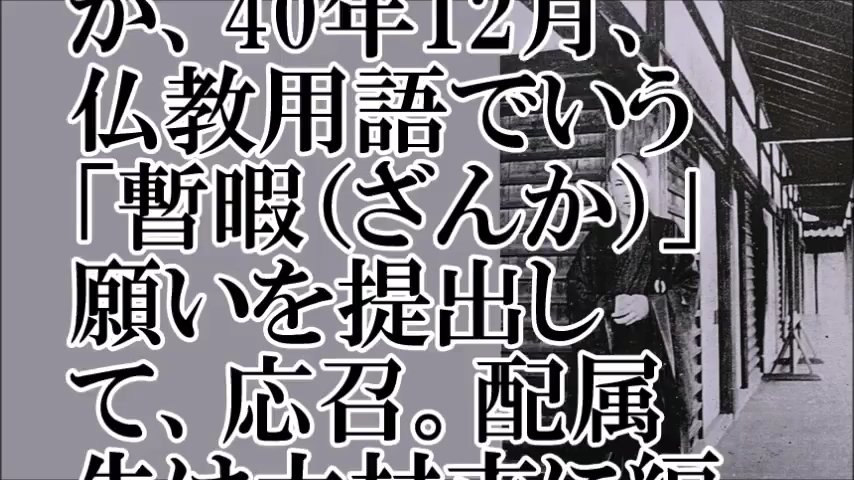 か、40年12月、
仏教用語でいう
「暫暇(ざんか)」
願いを提出し
て、応召。配属